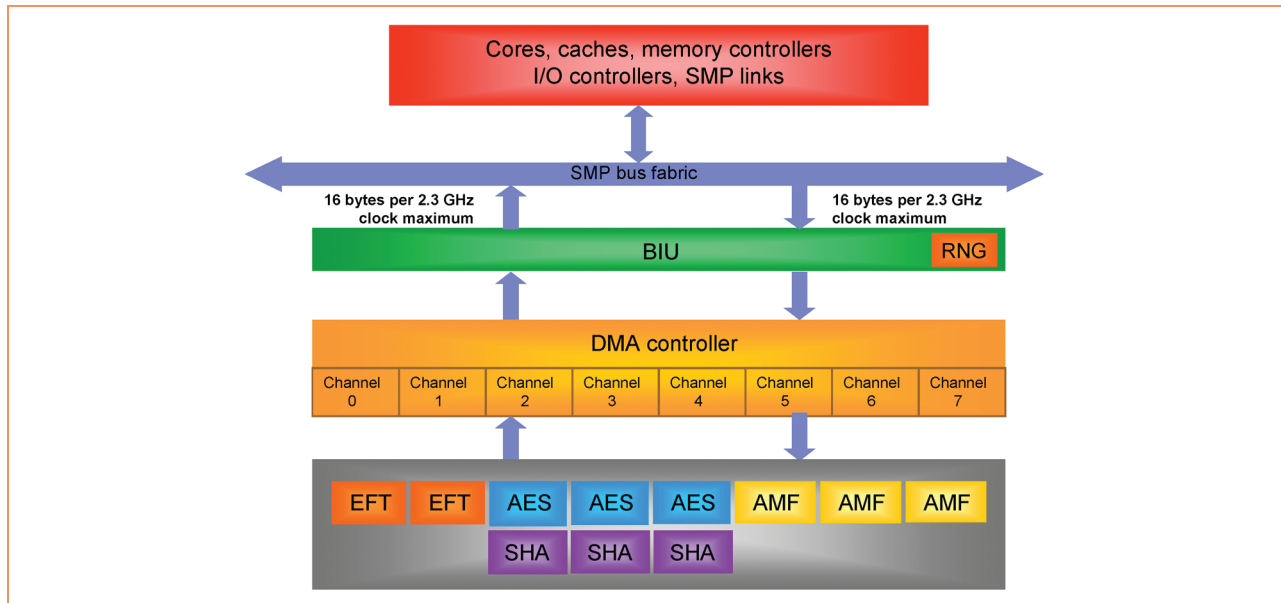 Cores, caches, memory controllers
I/O controllers, SMP links
SMP bus fabric
16 bytes per 2.3 GHz
clock maximum
16 bytes per 2.3 GHz
clock maximum
BIU
RNG
DMA controller
Channel 0
Channel 1
Channel 2
Channel 3
Channel 4
Channel 5
Channel 6
Channel 7
EFT EFT AES AES AES AMF AMF AMF
SHA SHA SHA